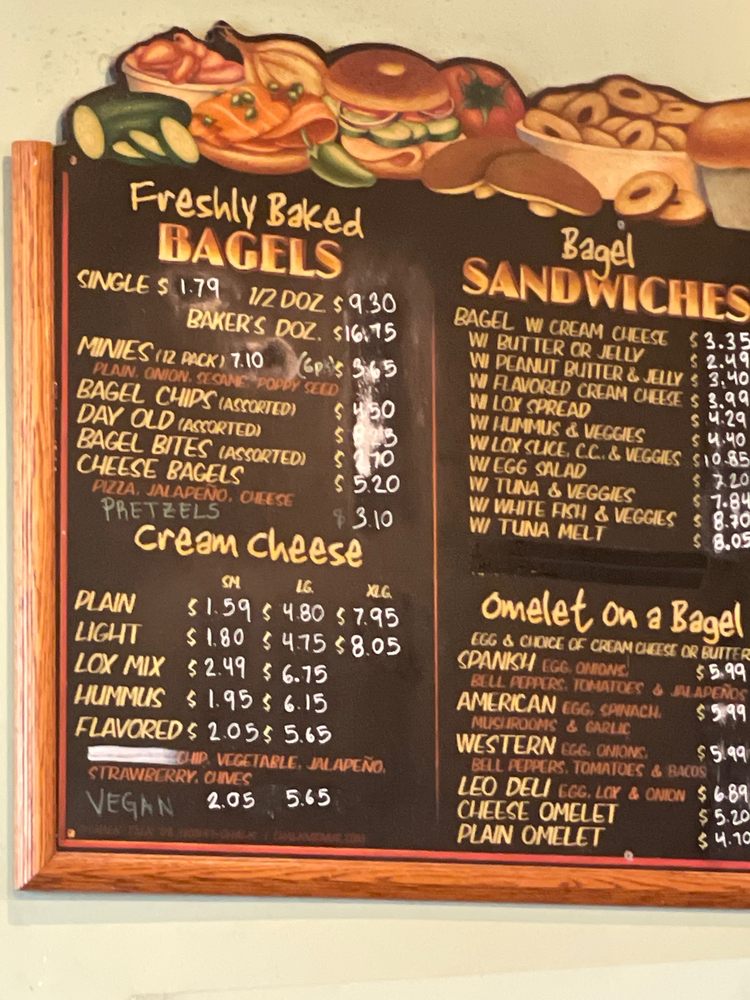 Freshly Baked
BAGELS
SINGLE $ 1.79 1/2 DOZ $ 9.30
BAKER'S DOZ. $16.75
MINIES (12 PACK) 7.10 (6pk) $ 3.65
PLAIN, ONION, SESAME, POPPY SEED
BAGEL CHIPS (ASSORTED) $ 4.50
DAY OLD (ASSORTED) $
BAGEL BITES (ASSORTED) $
CHEESE BAGELS $ 5.20
PIZZA, JALAPEÑO, CHEESE
PRETZELS $ 3.10
Cream Cheese
SM. LG. XLG.
PLAIN $ 1.59 $ 4.80 $ 7.95
LIGHT $ 1.80 $ 4.75 $ 8.05
LOX MIX $ 2.49 $ 6.75
HUMMUS $ 1.95 $ 6.15
FLAVORED $ 2.05 $ 5.65
CHIP, VEGETABLE, JALAPEÑO,
STRAWBERRY, CHIVES
VEGAN 2.05 5.65
Bagel
SANDWICHES
BAGEL W/ CREAM CHEESE $ 3.35
W/ BUTTER OR JELLY $ 2.49
W/ PEANUT BUTTER & JELLY $ 3.40
W/ FLAVORED CREAM CHEESE $ 3.99
W/ LOX SPREAD $ 4.29
W/ HUMMUS & VEGGIES $ 4.40
W/ LOX SLICE, C.C., & VEGGIES $10.85
W/ EGG SALAD $ 7.20
W/ TUNA & VEGGIES $ 7.84
W/ WHITE FISH & VEGGIES $ 8.70
W/ TUNA MELT $ 8.05
Omelet on a Bagel
EGG & CHOICE OF CREAM CHEESE OR BUTTER
SPANISH EGG, ONIONS, $ 5.99
BELL PEPPERS, TOMATOES & JALAPEÑOS
AMERICAN EGG, SPINACH, $ 5.99
MUSHROOMS & GARLIC
WESTERN EGG, ONIONS, $ 5.99
BELL PEPPERS, TOMATOES & BACOS
LEO DELI EGG, LOX & ONION $ 6.89
CHEESE OMELET $ 5.20
PLAIN OMELET $ 4.70